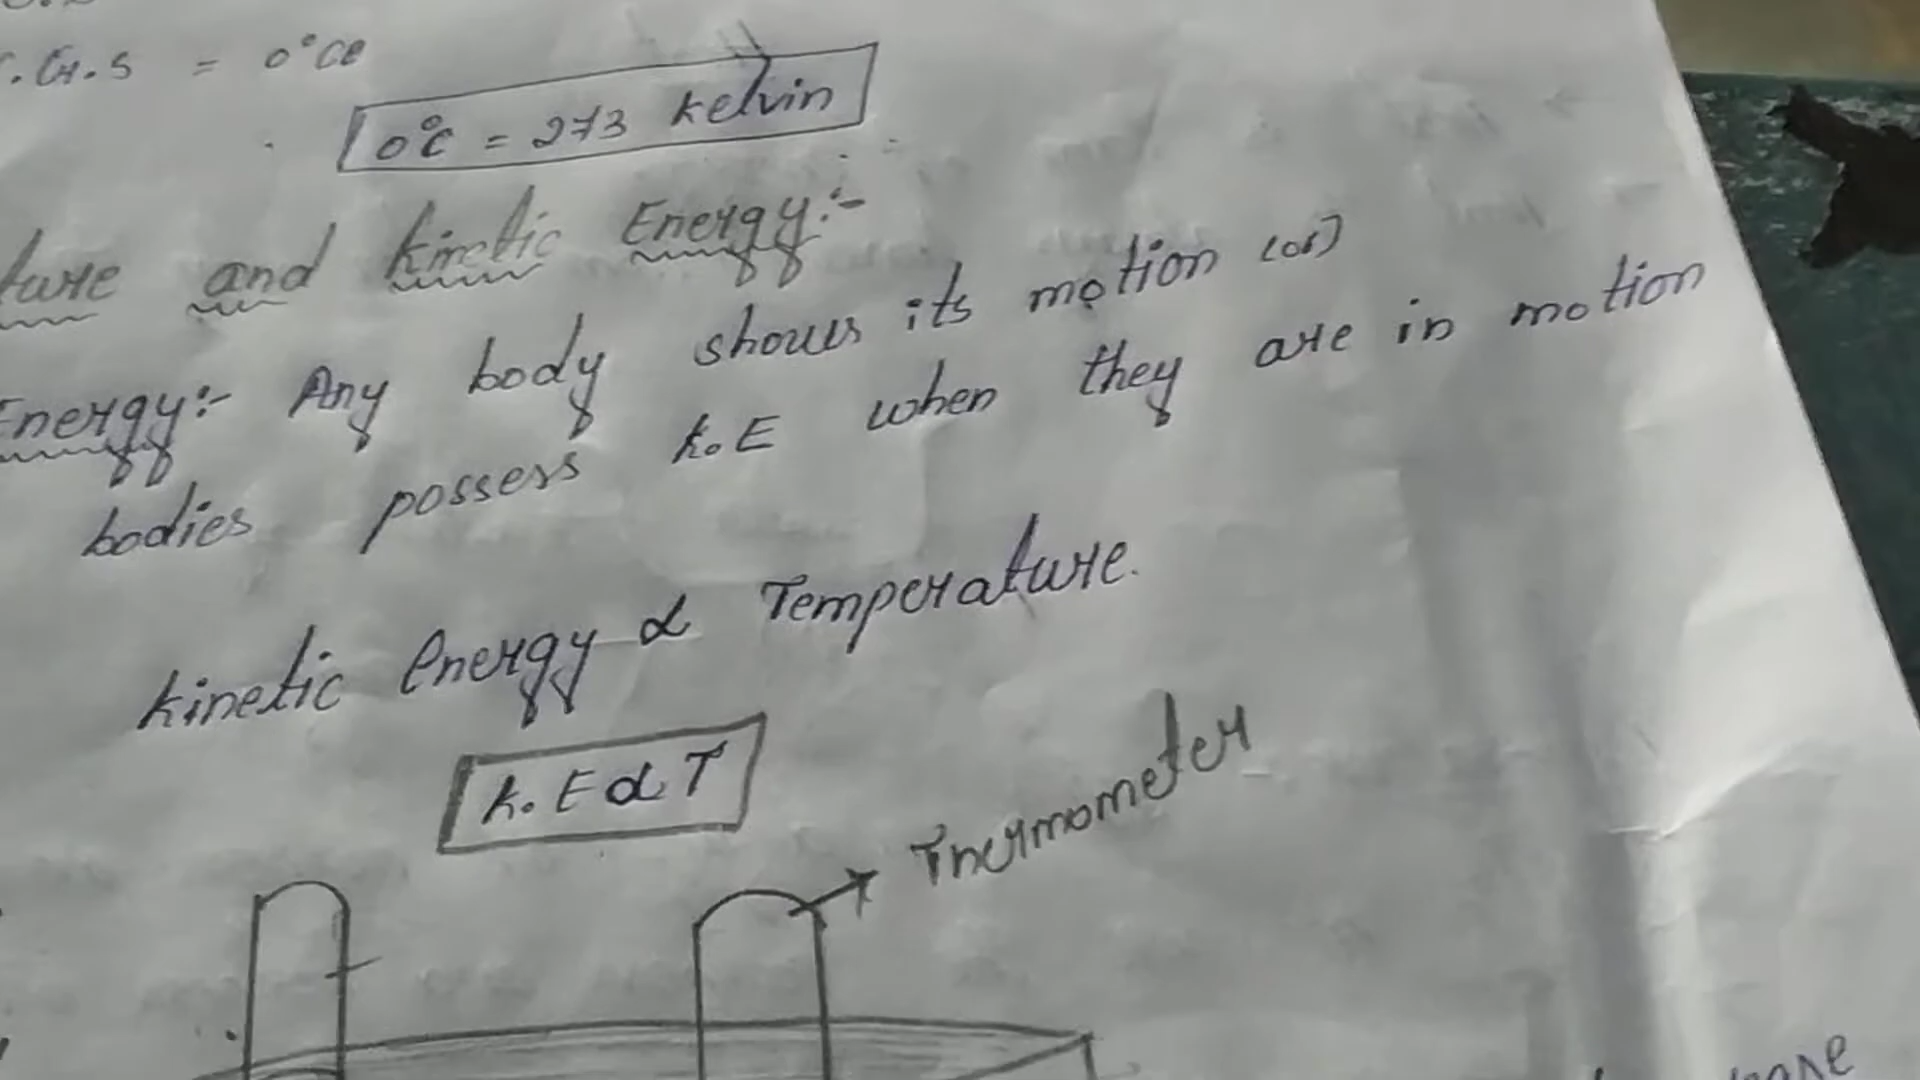 C.G.S = 0°Ce
0°C = 273 kelvin
and kinetic Energy:-
Energy:- Any body shows its motion (or)
bodies possess k.E when they are in motion
kinetic energy ∝ Temperature.
k.E ∝ T
Thermometer